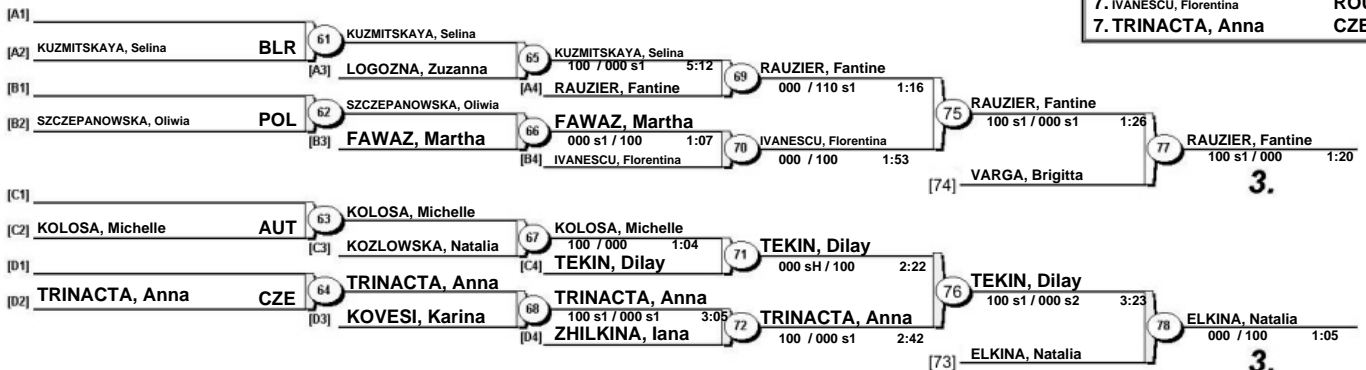 7. IVANESCU, Florentina ROU
7. TRINACTA, Anna CZE
[A1]
[A2] KUZMITSKAYA, Selina BLR
61
KUZMITSKAYA, Selina
[A3] LOGOZNA, Zuzanna
65
KUZMITSKAYA, Selina
100 / 000 s1 5:12
[A4] RAUZIER, Fantine
69
RAUZIER, Fantine
000 / 110 s1 1:16
[B1]
[B2] SZCZEPANOWSKA, Oliwia POL
62
SZCZEPANOWSKA, Oliwia
[B3] FAWAZ, Martha
66
FAWAZ, Martha
000 s1 / 100 1:07
[B4] IVANESCU, Florentina
70
IVANESCU, Florentina
000 / 100 1:53
75
RAUZIER, Fantine
100 s1 / 000 s1 1:26
[74] VARGA, Brigitta
77
RAUZIER, Fantine
100 s1 / 000 1:20
3.
[C1]
[C2] KOLOSA, Michelle AUT
63
KOLOSA, Michelle
[C3] KOZLOWSKA, Natalia
67
KOLOSA, Michelle
100 / 000 1:04
[C4] TEKIN, Dilay
71
TEKIN, Dilay
000 sH / 100 2:22
[D1]
[D2] TRINACTA, Anna CZE
64
TRINACTA, Anna
[D3] KOVESI, Karina
68
TRINACTA, Anna
100 s1 / 000 s1 3:05
[D4] ZHILKINA, Iana
72
TRINACTA, Anna
100 / 000 s1 2:42
76
TEKIN, Dilay
100 s1 / 000 s2 3:23
[73] ELKINA, Natalia
78
ELKINA, Natalia
000 / 100 1:05
3.